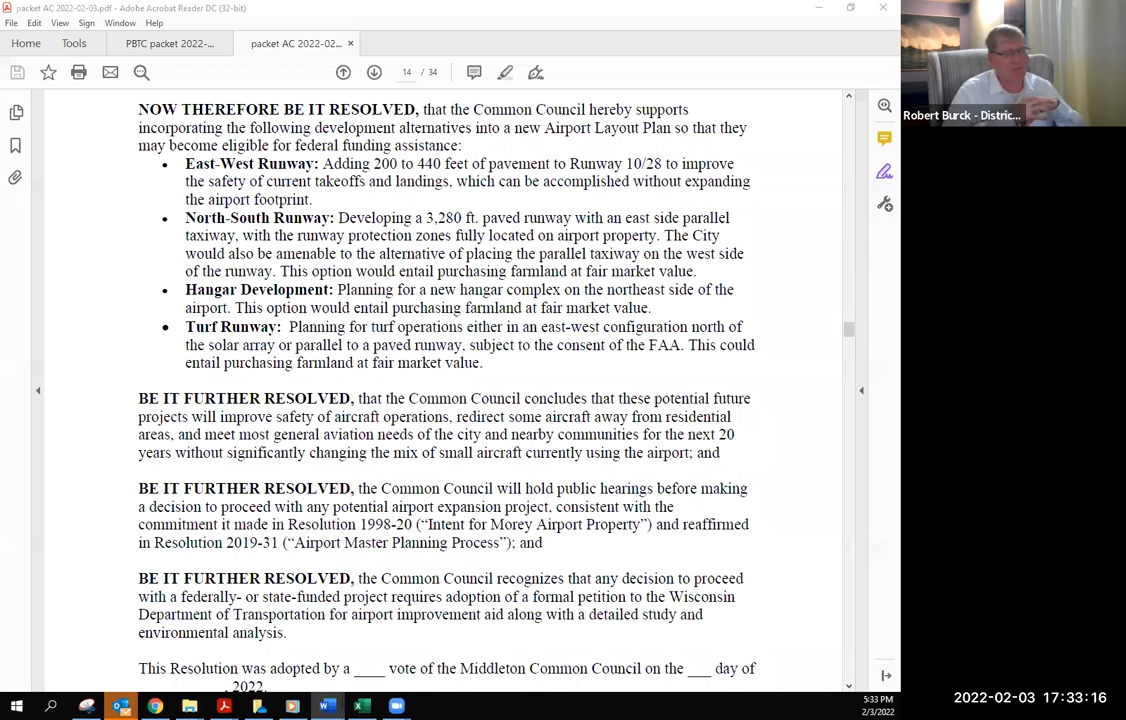 packet AC 2022-02-03.pdf - Adobe Acrobat Reader DC (32-bit)
File Edit View Sign Window Help
Home Tools PBTC packet 2022-... packet AC 2022-02... ×
14 / 34
NOW THEREFORE BE IT RESOLVED, that the Common Council hereby supports
incorporating the following development alternatives into a new Airport Layout Plan so that they
may become eligible for federal funding assistance:
• East-West Runway: Adding 200 to 440 feet of pavement to Runway 10/28 to improve
the safety of current takeoffs and landings, which can be accomplished without expanding
the airport footprint.
• North-South Runway: Developing a 3,280 ft. paved runway with an east side parallel
taxiway, with the runway protection zones fully located on airport property. The City
would also be amenable to the alternative of placing the parallel taxiway on the west side
of the runway. This option would entail purchasing farmland at fair market value.
• Hangar Development: Planning for a new hangar complex on the northeast side of the
airport. This option would entail purchasing farmland at fair market value.
• Turf Runway: Planning for turf operations either in an east-west configuration north of
the solar array or parallel to a paved runway, subject to the consent of the FAA. This could
entail purchasing farmland at fair market value.
BE IT FURTHER RESOLVED, that the Common Council concludes that these potential future
projects will improve safety of aircraft operations, redirect some aircraft away from residential
areas, and meet most general aviation needs of the city and nearby communities for the next 20
years without significantly changing the mix of small aircraft currently using the airport; and
BE IT FURTHER RESOLVED, the Common Council will hold public hearings before making
a decision to proceed with any potential airport expansion project, consistent with the
commitment it made in Resolution 1998-20 (“Intent for Morey Airport Property”) and reaffirmed
in Resolution 2019-31 (“Airport Master Planning Process”); and
BE IT FURTHER RESOLVED, the Common Council recognizes that any decision to proceed
with a federally- or state-funded project requires adoption of a formal petition to the Wisconsin
Department of Transportation for airport improvement aid along with a detailed study and
environmental analysis.
This Resolution was adopted by a ____ vote of the Middleton Common Council on the ___ day of
, 2022.
Robert Burck - Distric...
5:33 PM
2/3/2022
2022-02-03 17:33:16